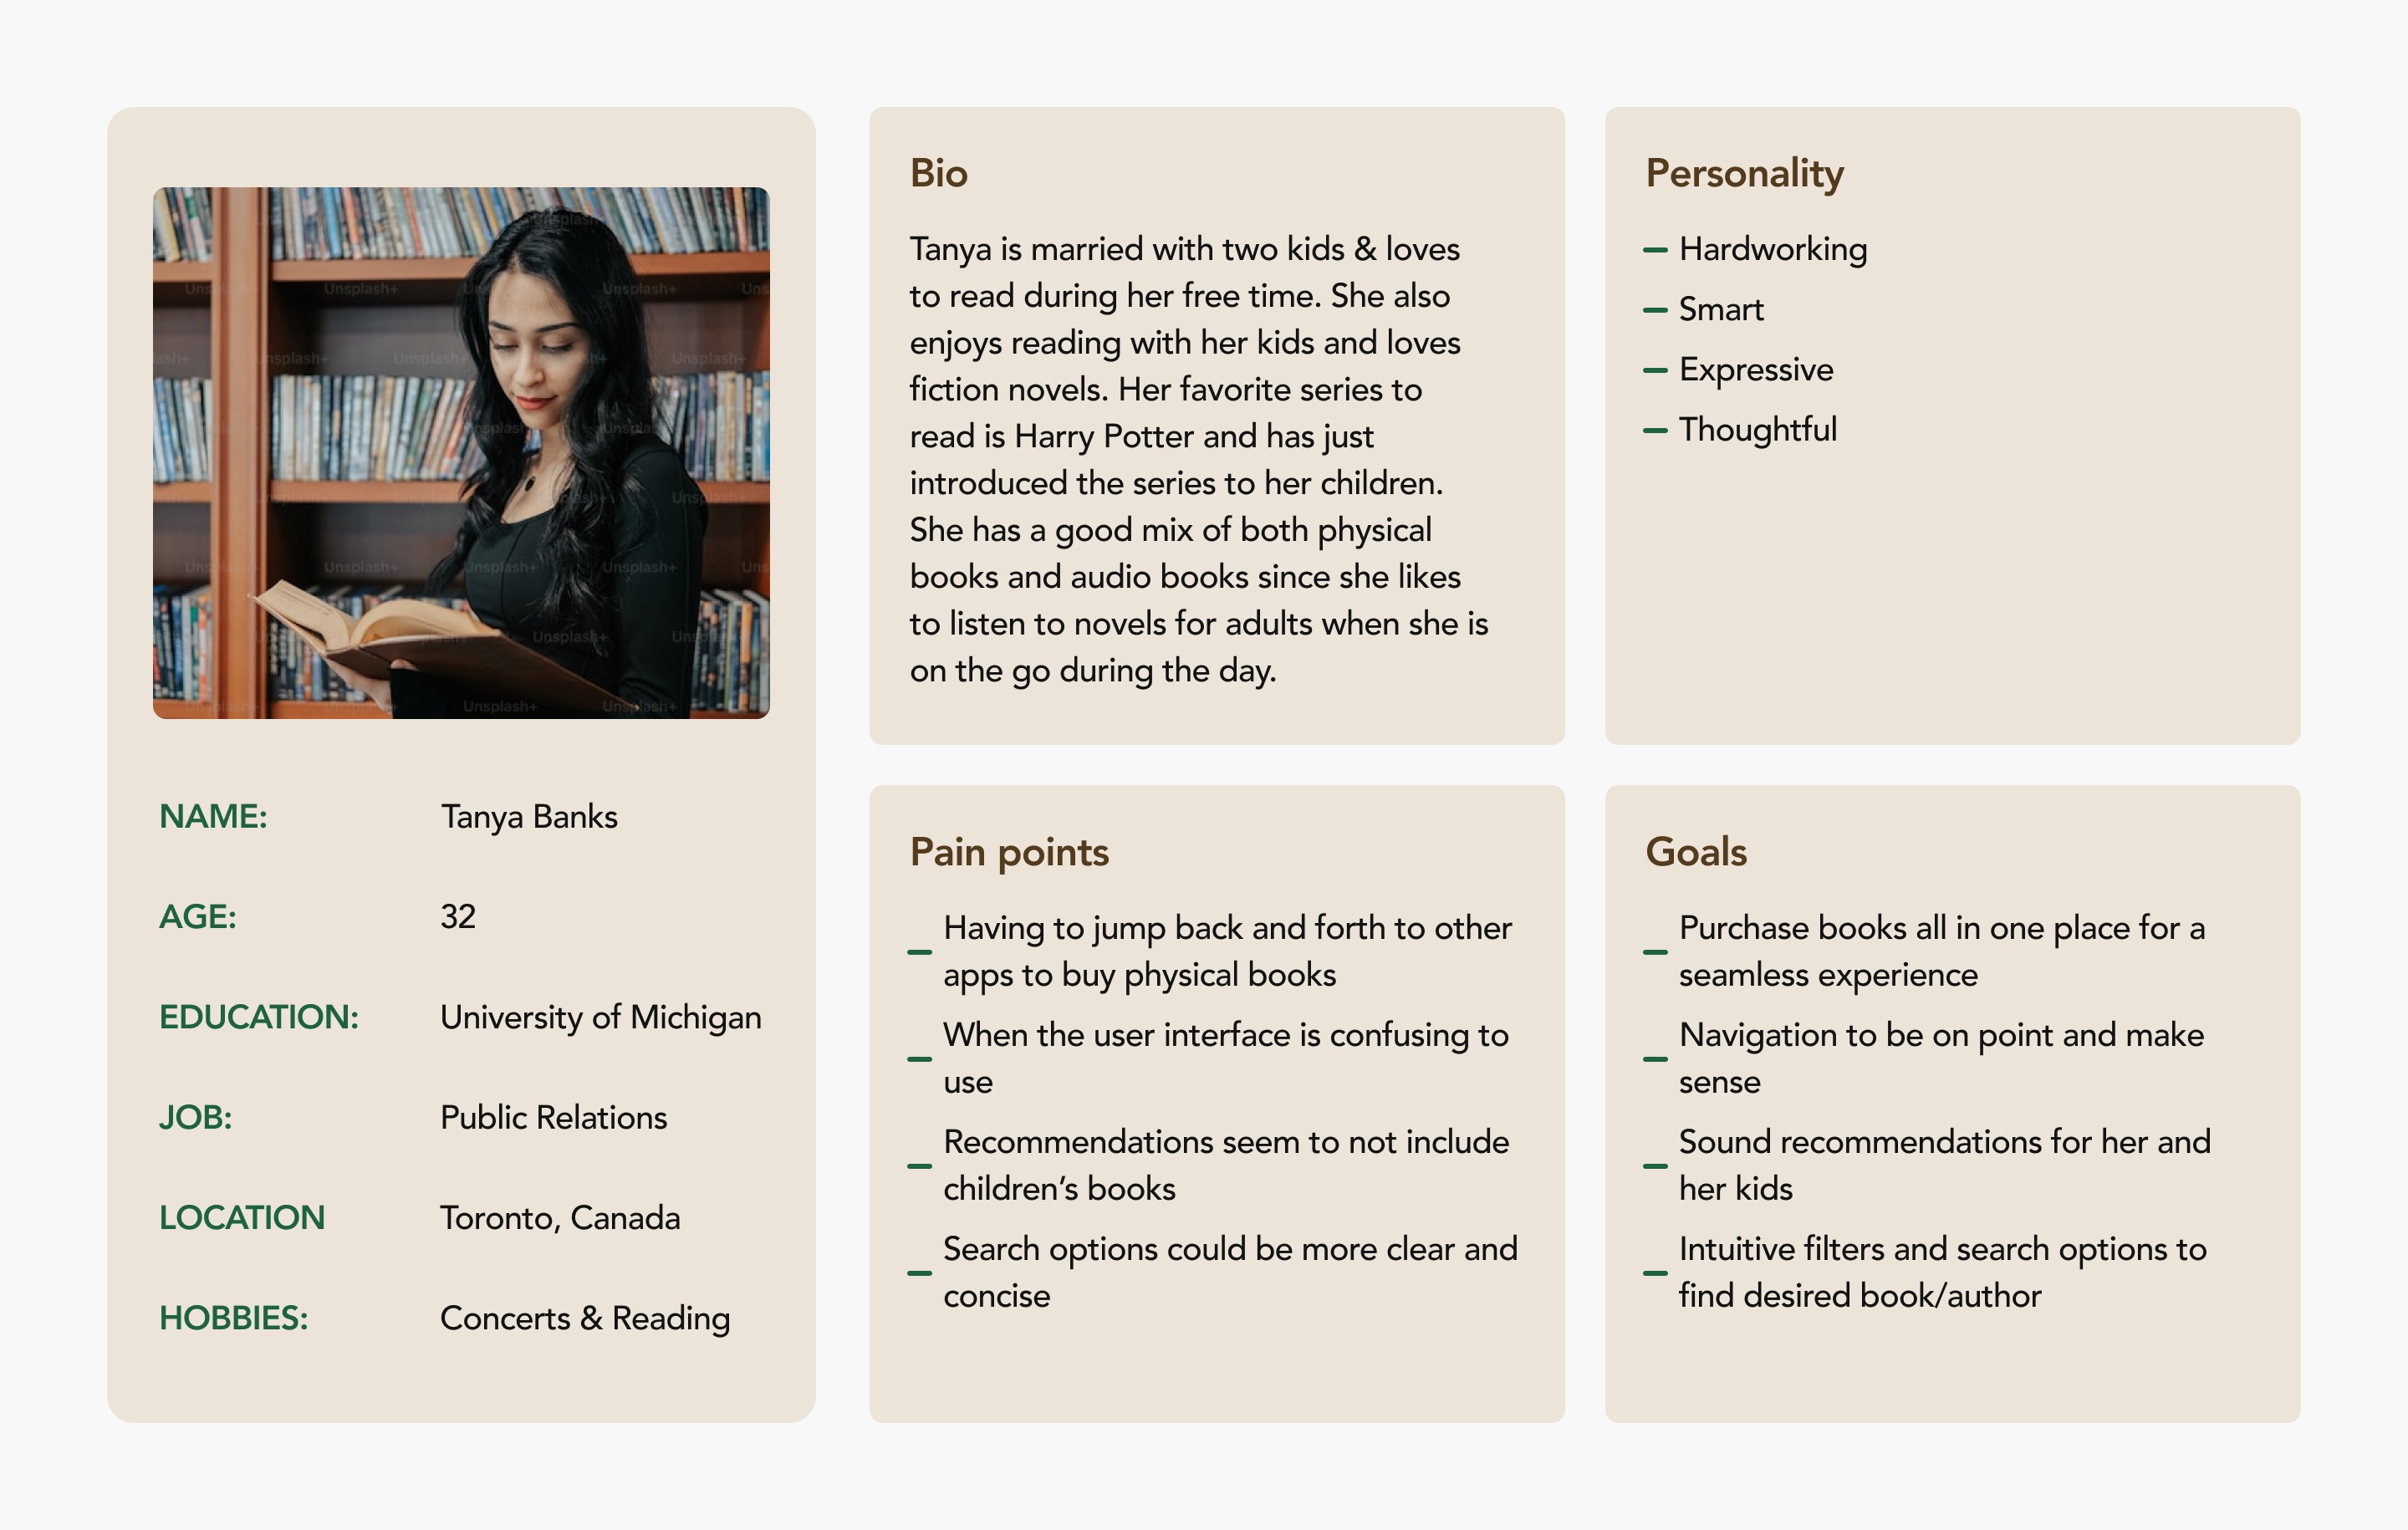 NAME: Tanya Banks
AGE: 32
EDUCATION: University of Michigan
JOB: Public Relations
LOCATION Toronto, Canada
HOBBIES: Concerts & Reading
Bio
Tanya is married with two kids & loves
to read during her free time. She also
enjoys reading with her kids and loves
fiction novels. Her favorite series to
read is Harry Potter and has just
introduced the series to her children.
She has a good mix of both physical
books and audio books since she likes
to listen to novels for adults when she is
on the go during the day.
Personality
Hardworking
Smart
Expressive
Thoughtful
Pain points
Having to jump back and forth to other
apps to buy physical books
When the user interface is confusing to
use
Recommendations seem to not include
children’s books
Search options could be more clear and
concise
Goals
Purchase books all in one place for a
seamless experience
Navigation to be on point and make
sense
Sound recommendations for her and
her kids
Intuitive filters and search options to
find desired book/author